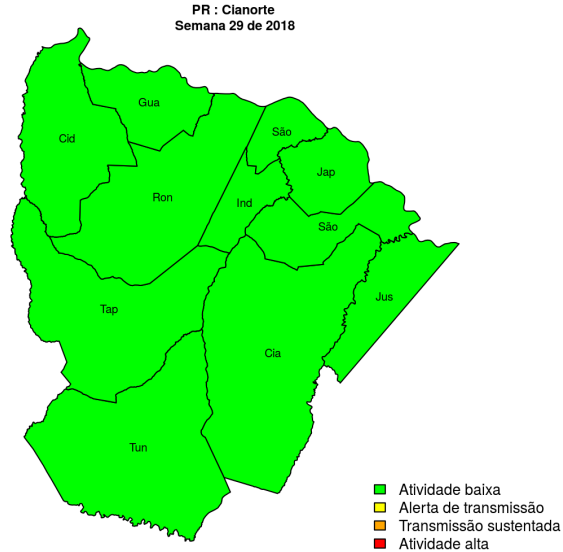 PR : Cianorte
Semana 29 de 2018
Gua
São
Cid
Jap
Ron
Ind
São
Jus
Tap
Cia
Tun
Atividade baixa
Alerta de transmissão
Transmissão sustentada
Atividade alta